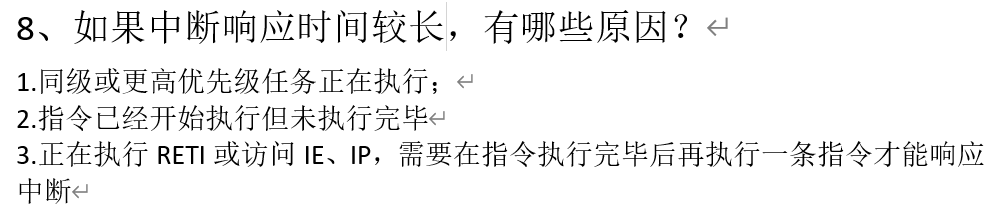 8、如果中断响应时间较长，有哪些原因？
1.同级或更高优先级任务正在执行；
2.指令已经开始执行但未执行完毕
3.正在执行 RETI 或访问 IE、IP，需要在指令执行完毕后再执行一条指令才能响应
中断